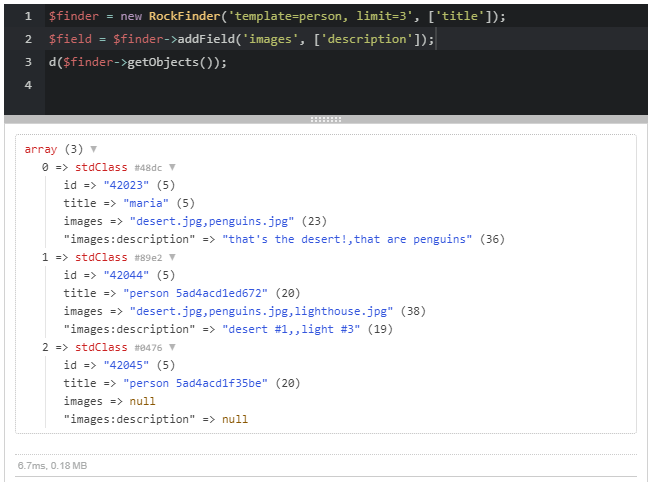 1 $finder = new RockFinder('template=person, limit=3', ['title']);
2 $field = $finder->addField('images', ['description']);
3 d($finder->getObjects());
4
array (3) ▼
0 => stdClass #48dc ▼
id => "42023" (5)
title => "maria" (5)
images => "desert.jpg,penguins.jpg" (23)
"images:description" => "that's the desert!,that are penguins" (36)
1 => stdClass #89e2 ▼
id => "42044" (5)
title => "person 5ad4acd1ed672" (20)
images => "desert.jpg,penguins.jpg,lighthouse.jpg" (38)
"images:description" => "desert #1,,light #3" (19)
2 => stdClass #0476 ▼
id => "42045" (5)
title => "person 5ad4acd1f35be" (20)
images => null
"images:description" => null
6.7ms, 0.18 MB